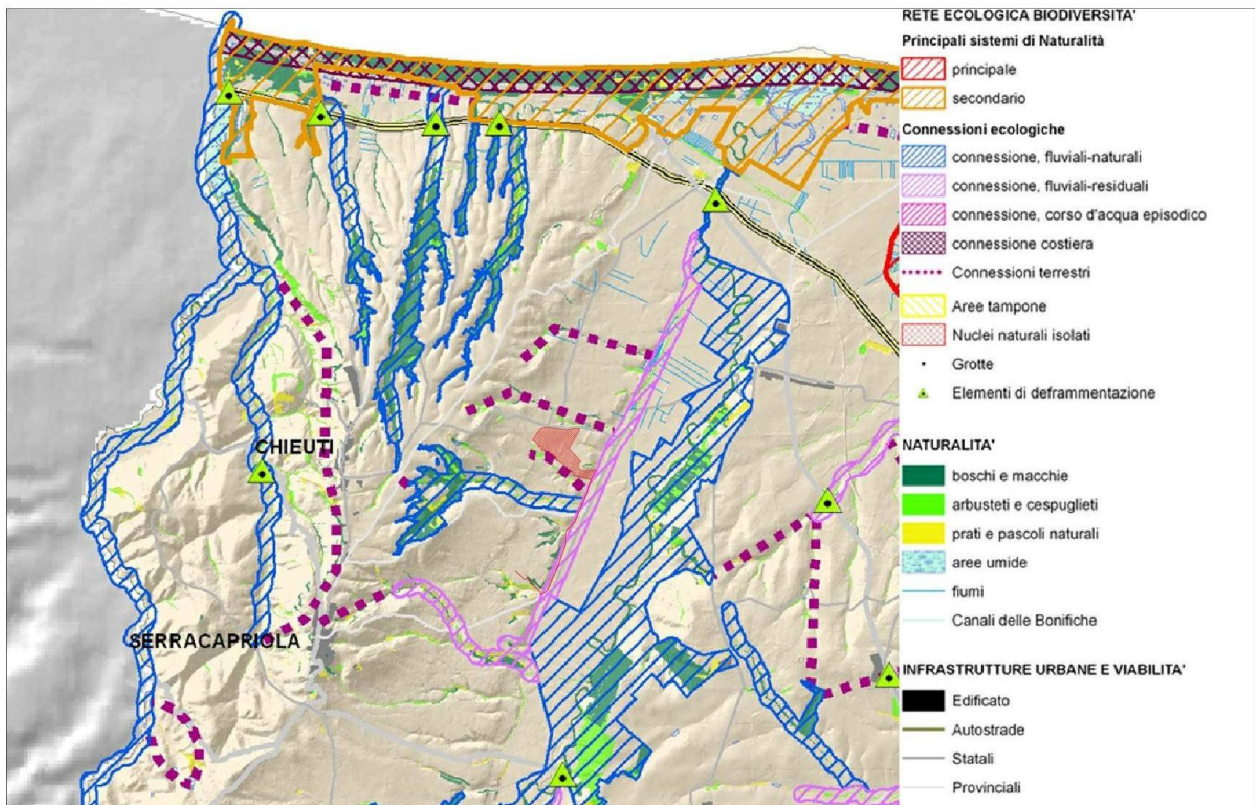 CHIEUTI
SERRACAPRIOLA
RETE ECOLOGICA BIODIVERSITA'
Principali sistemi di Naturalità
principale
secondario
Connessioni ecologiche
connessione, fluviali-naturali
connessione, fluviali-residuali
connessione, corso d'acqua episodico
connessione costiera
Connessioni terrestri
Aree tampone
Nuclei naturali isolati
Grotte
Elementi di deframmentazione
NATURALITA'
boschi e macchie
arbusteti e cespuglieti
prati e pascoli naturali
aree umide
fiumi
Canali delle Bonifiche
INFRASTRUTTURE URBANE E VIABILITA'
Edificato
Autostrade
Statali
Provinciali